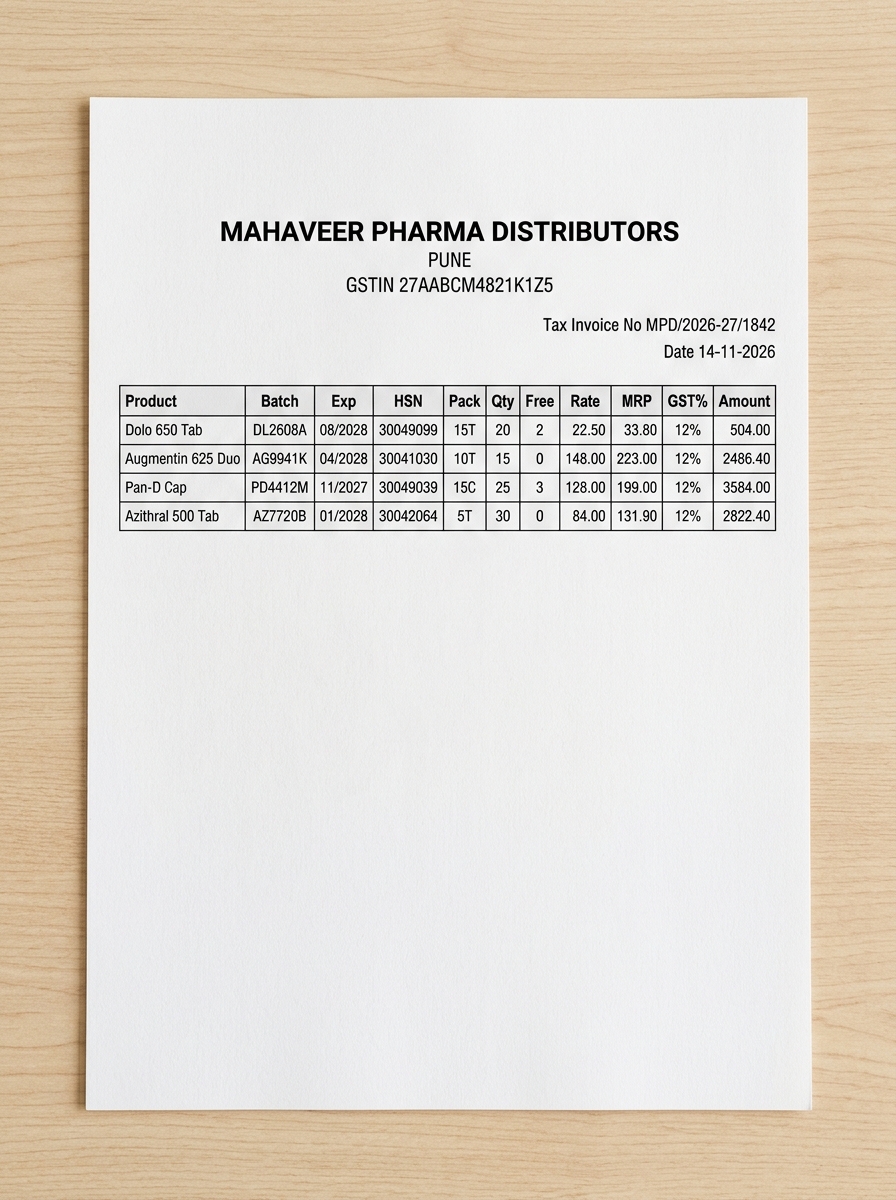 MAHAVEER PHARMA DISTRIBUTORS
PUNE
GSTIN 27AABCM4821K1Z5
Tax Invoice No MPD/2026-27/1842
Date 14-11-2026
Product Batch Exp HSN Pack Qty Free Rate MRP GST% Amount
Dolo 650 Tab DL2608A 08/2028 30049099 15T 20 2 22.50 33.80 12% 504.00
Augmentin 625 Duo AG9941K 04/2028 30041030 10T 15 0 148.00 223.00 12% 2486.40
Pan-D Cap PD4412M 11/2027 30049039 15C 25 3 128.00 199.00 12% 3584.00
Azithral 500 Tab AZ7720B 01/2028 30042064 5T 30 0 84.00 131.90 12% 2822.40